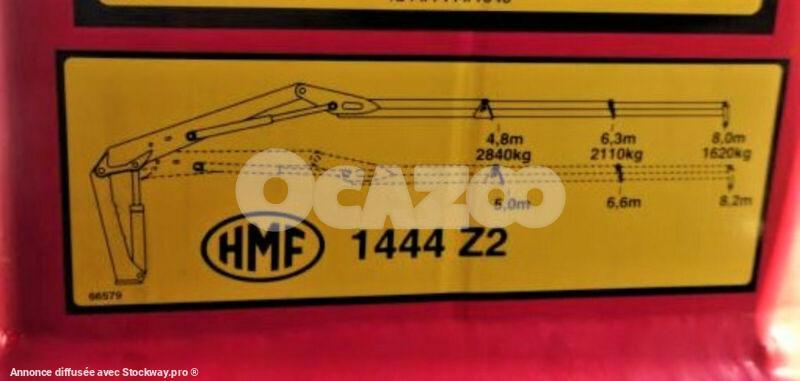 4,8m 6,3m 8,0m
2840kg 2110kg 1620kg
OCAZOO
5,0m 6,6m 8,2m
HMF 1444 Z2
66579
Annonce diffusée avec Stockway.pro ®